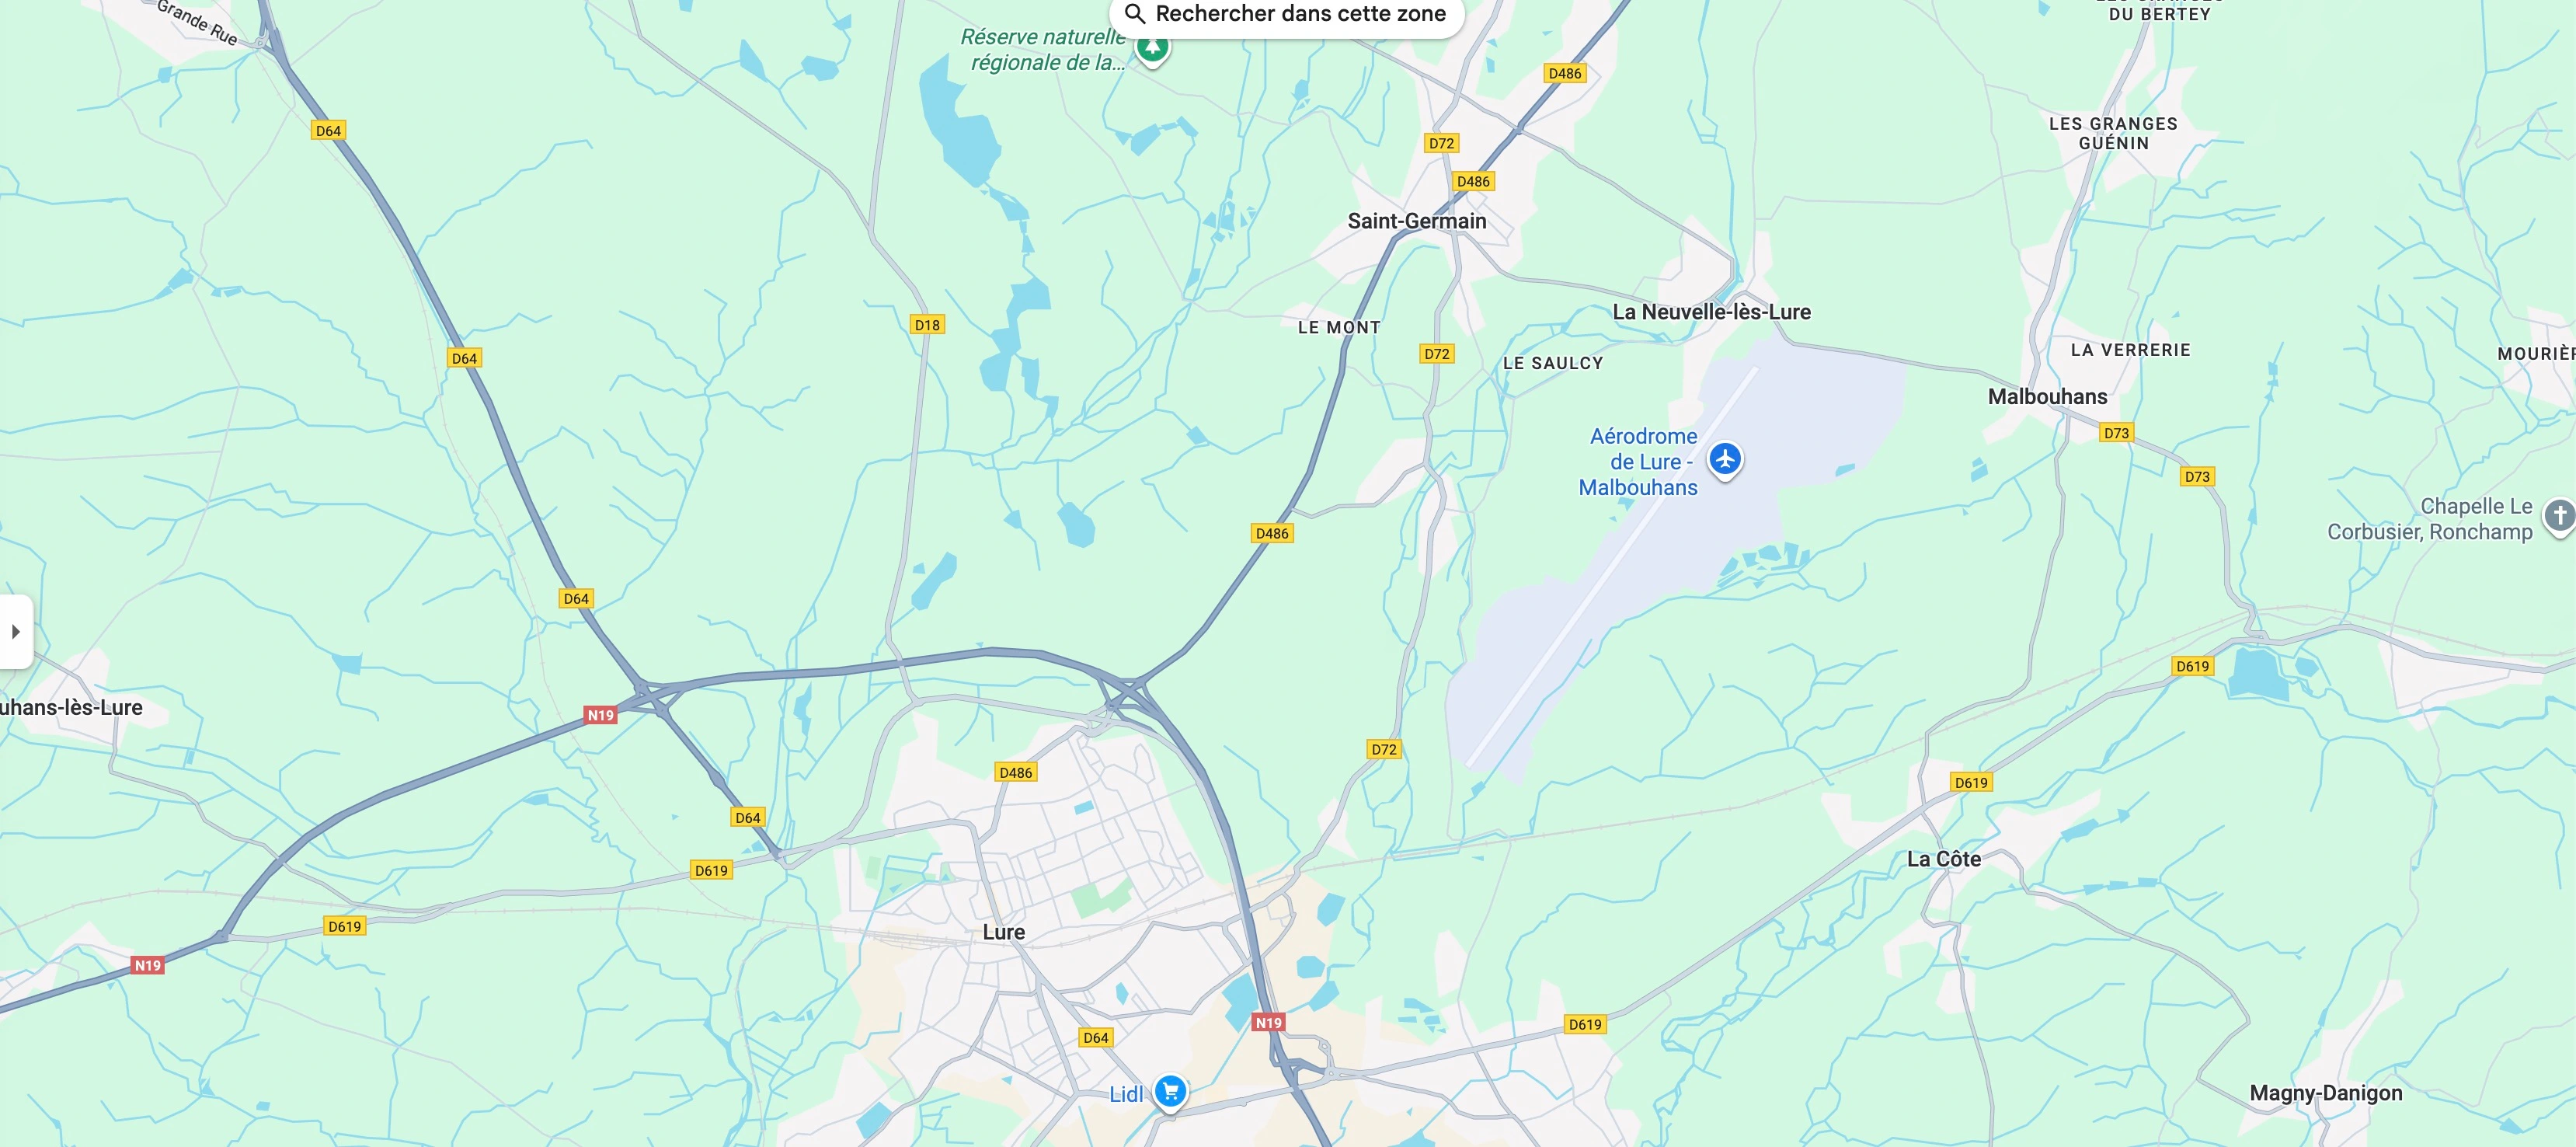 Grande Rue
Rechercher dans cette zone
DU BERTEY
Réserve naturelle
régionale de la...
D486
D64
D72
LES GRANGES
GUÉNIN
D486
Saint-Germain
D18
LE MONT
La Neuvelle-lès-Lure
D64
D72
LE SAULCY
LA VERRERIE
MOURIÈR
Malbouhans
D73
Aérodrome
de Lure -
Malbouhans
D73
Chapelle Le
Corbusier, Ronchamp
D486
D64
D619
uhans-lès-Lure
N19
D72
D486
D619
D64
D619
La Côte
D619
Lure
N19
N19
D619
D64
Lidl
Magny-Danigon